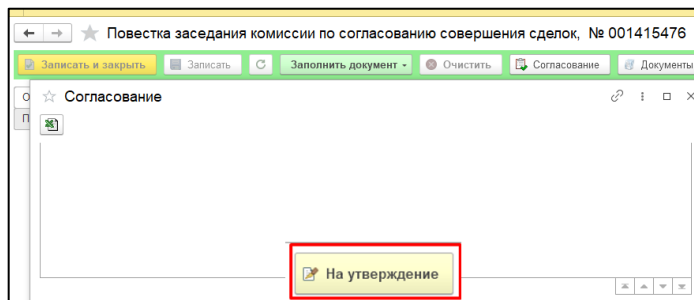 Повестка заседания комиссии по согласованию совершения сделок, № 001415476
Записать и закрыть Записать Заполнить документ Очистить Согласование Документы
О
Согласование
П
На утверждение